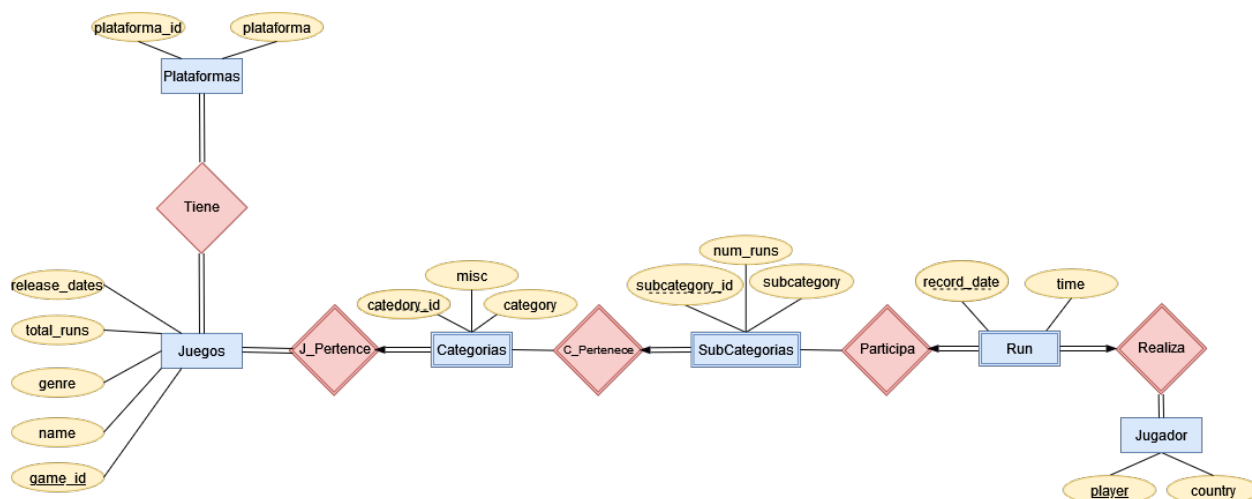 plataforma_id
plataforma
Plataformas
Tiene
release_dates
total_runs
genre
name
game_id
Juegos
J_Pertence
catedory_id
misc
category
Categorias
C_Pertenece
subcategory_id
num_runs
subcategory
SubCategorias
Participa
record_date
time
Run
Realiza
Jugador
player
country